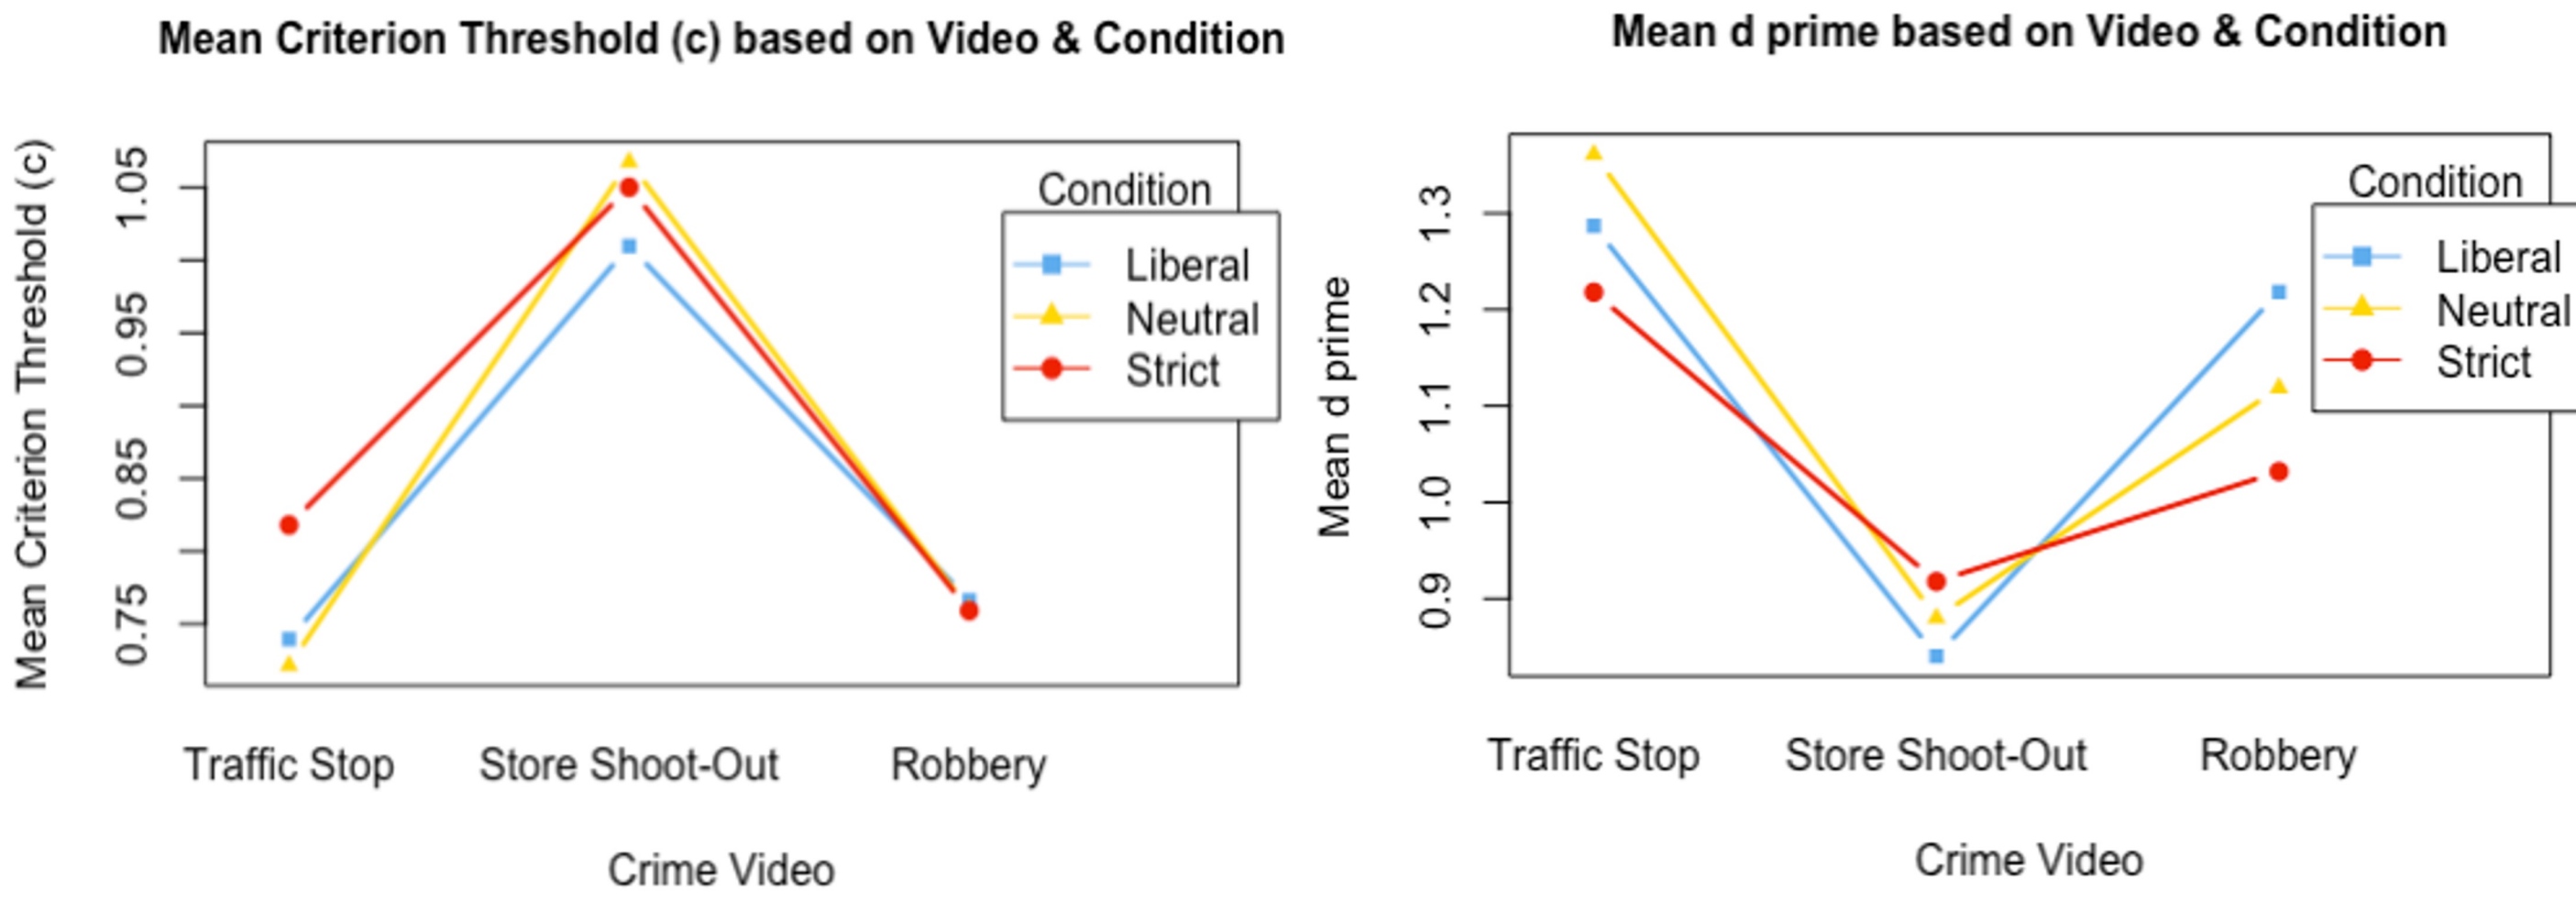 Mean Criterion Threshold (c) based on Video & Condition
Mean Criterion Threshold (c)
1.05
0.95
0.85
0.75
Condition
Liberal
Neutral
Strict
Traffic Stop
Store Shoot-Out
Robbery
Crime Video
Mean d prime based on Video & Condition
Mean d prime
1.3
1.2
1.1
1.0
0.9
Condition
Liberal
Neutral
Strict
Traffic Stop
Store Shoot-Out
Robbery
Crime Video